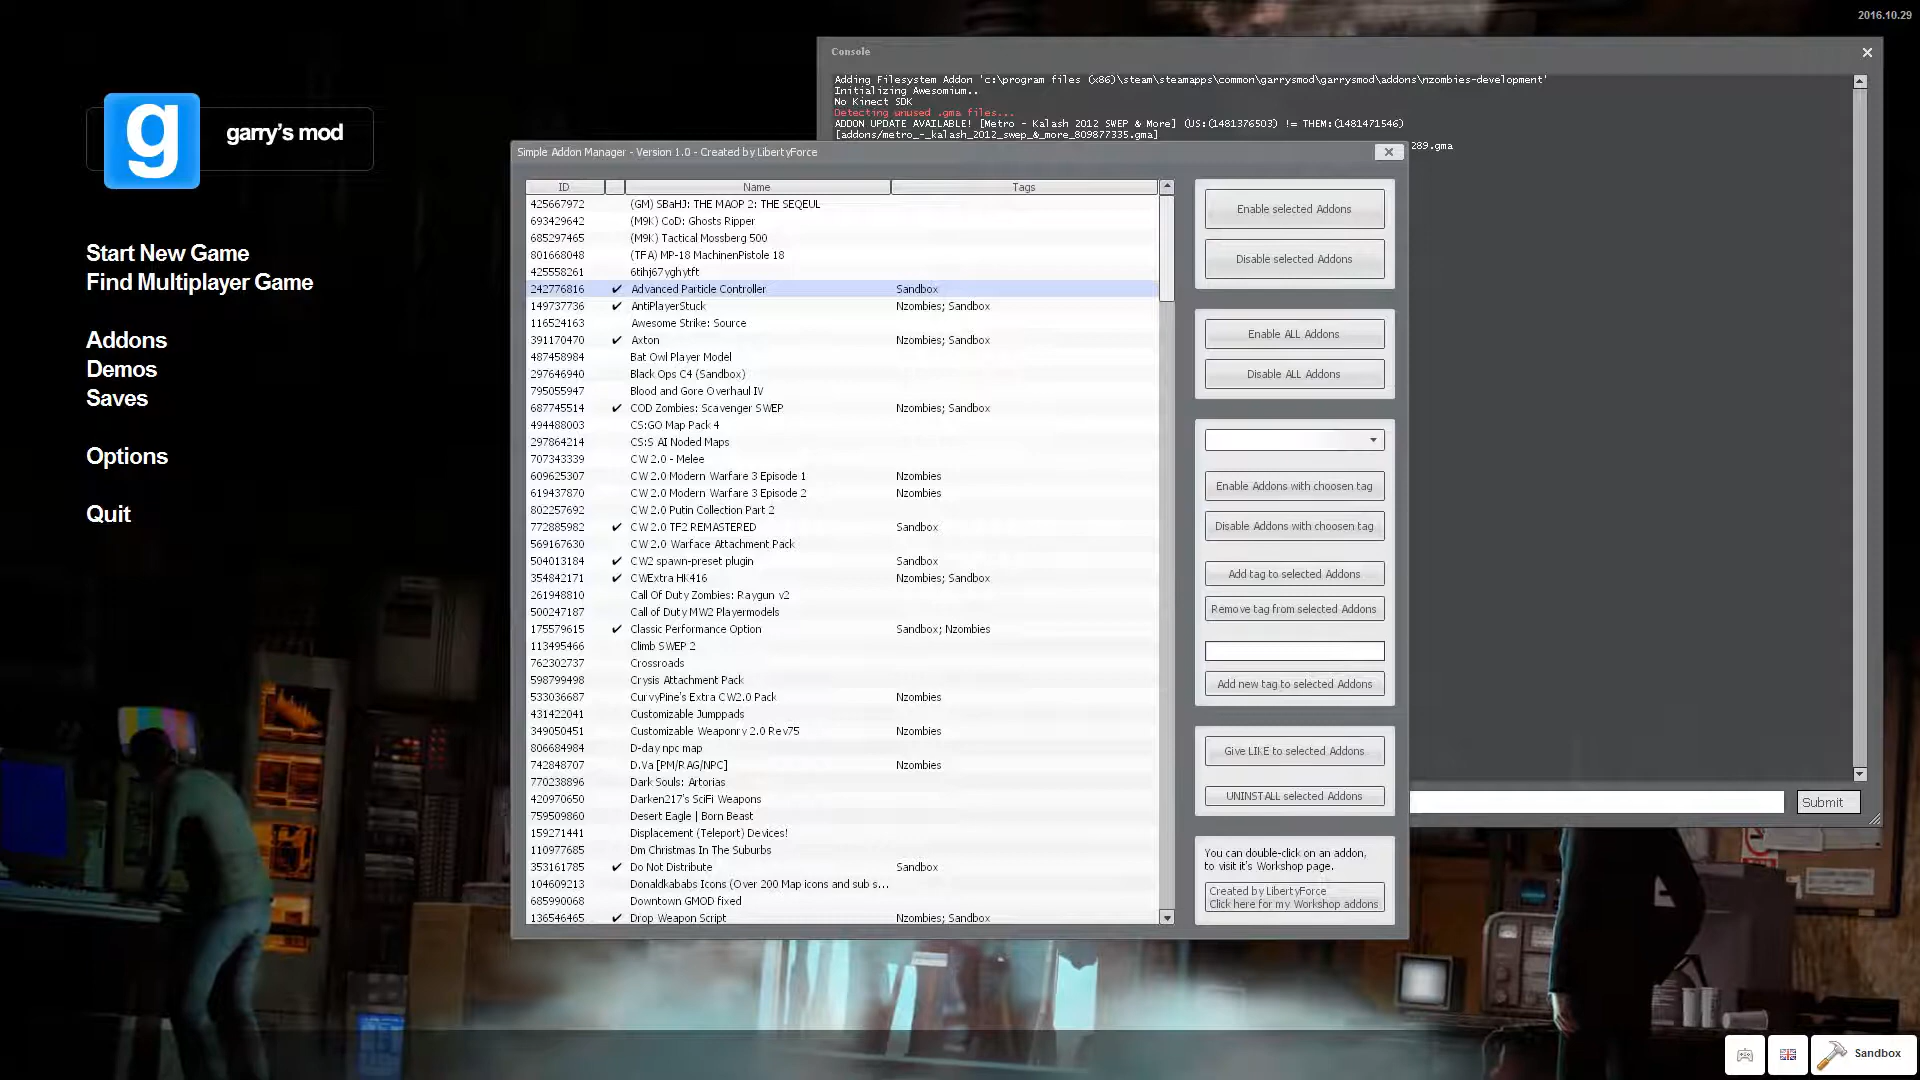 2016.10.29
g
garry's mod
Start New Game
Find Multiplayer Game
Addons
Demos
Saves
Options
Quit
Console
Adding Filesystem Addon 'c:\program files (x86)\steam\steamapps\common\garrysmod\garrysmod\addons\nzombies-development'
Initializing Awesomium..
No Kinect SDK
Detecting unused .gma files...
ADDON UPDATE AVAILABLE! [Metro - Kalash 2012 SWEP & More] (US:(1481376503) != THEM:(1481471546)
[addons/metro_-_kalash_2012_swep_&_more_809877335.gma]
289.gma
Submit
Simple Addon Manager - Version 1.0 - Created by LibertyForce
ID Name Tags
425667972 (GM) SBaHJ: THE MAOP 2: THE SEQEUL
693429642 (M9K) CoD: Ghosts Ripper
685297465 (M9K) Tactical Mossberg 500
801668048 (TFA) MP-18 MachinenPistole 18
425558261 6tihj67yghytft
242776816 ✔ Advanced Particle Controller Sandbox
149737736 ✔ AntiPlayerStuck Nzombies; Sandbox
116524163 Awesome Strike: Source
391170470 ✔ Axton Nzombies; Sandbox
487458984 Bat Owl Player Model
297646940 Black Ops C4 (Sandbox)
795055947 Blood and Gore Overhaul IV
687745514 ✔ COD Zombies: Scavenger SWEP Nzombies; Sandbox
494488003 CS:GO Map Pack 4
297864214 CS:S AI Noded Maps
707343339 CW 2.0 - Melee
609625307 CW 2.0 Modern Warfare 3 Episode 1 Nzombies
619437870 CW 2.0 Modern Warfare 3 Episode 2 Nzombies
802257692 CW 2.0 Putin Collection Part 2
772885982 ✔ CW 2.0 TF2 REMASTERED Sandbox
569167630 CW 2.0 Warface Attachment Pack
504013184 ✔ CW2 spawn-preset plugin Sandbox
354842171 ✔ CWExtra HK416 Nzombies; Sandbox
261948810 Call Of Duty Zombies: Raygun v2
500247187 Call of Duty MW2 Playermodels
175579615 ✔ Classic Performance Option Sandbox; Nzombies
113495466 Climb SWEP 2
762302737 Crossroads
598799498 Crysis Attachment Pack
533036687 CurvyPine's Extra CW2.0 Pack Nzombies
431422041 Customizable Jumppads
349050451 Customizable Weaponry 2.0 Rev75 Nzombies
806684984 D-day npc map
742848707 D.Va [PM/RAG/NPC] Nzombies
770238896 Dark Souls: Artorias
420970650 Darken217's SciFi Weapons
759509860 Desert Eagle | Born Beast
159271441 Displacement (Teleport) Devices!
110977685 Dm Christmas In The Suburbs
353161785 ✔ Do Not Distribute Sandbox
104609213 Donaldkababs Icons (Over 200 Map icons and sub s...
685990068 Downtown GMOD fixed
136546465 ✔ Drop Weapon Script Nzombies; Sandbox
Enable selected Addons
Disable selected Addons
Enable ALL Addons
Disable ALL Addons
Enable Addons with choosen tag
Disable Addons with choosen tag
Add tag to selected Addons
Remove tag from selected Addons
Add new tag to selected Addons
Give LIKE to selected Addons
UNINSTALL selected Addons
You can double-click on an addon,
to visit it's Workshop page.
Created by LibertyForce
Click here for my Workshop addons
Sandbox